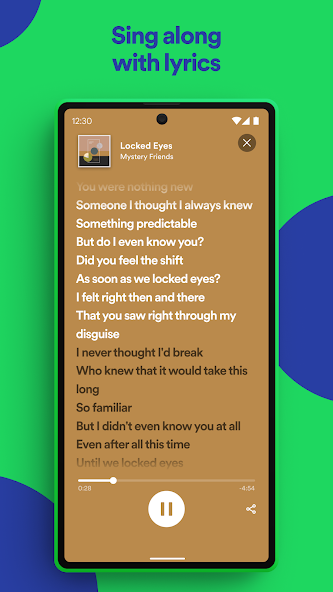 Sing along
with lyrics
12:30
Locked Eyes
Mystery Friends
You were nothing new
Someone I thought I always knew
Something predictable
But do I even know you?
Did you feel the shift
As soon as we locked eyes?
I felt right then and there
That you saw right through my
disguise
I never thought I'd break
Who knew that it would take this
long
So familiar
But I didn't even know you at all
Even after all this time
Until we locked eyes
0:28
-4:54